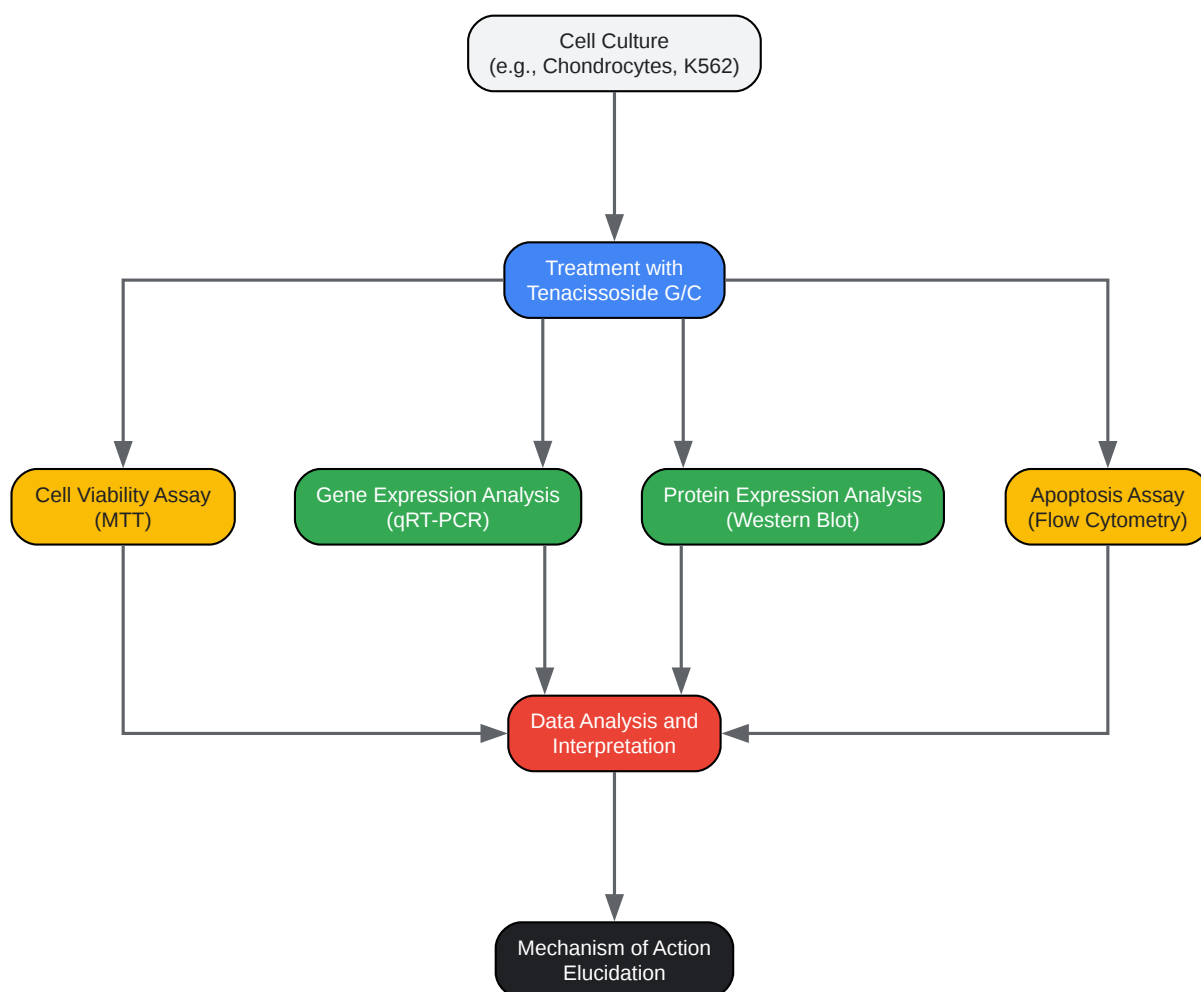 Cell Culture
(e.g., Chondrocytes, K562)
Treatment with
Tenacissoside G/C
Cell Viability Assay
(MTT)
Gene Expression Analysis
(qRT-PCR)
Protein Expression Analysis
(Western Blot)
Apoptosis Assay
(Flow Cytometry)
Data Analysis and
Interpretation
Mechanism of Action
Elucidation